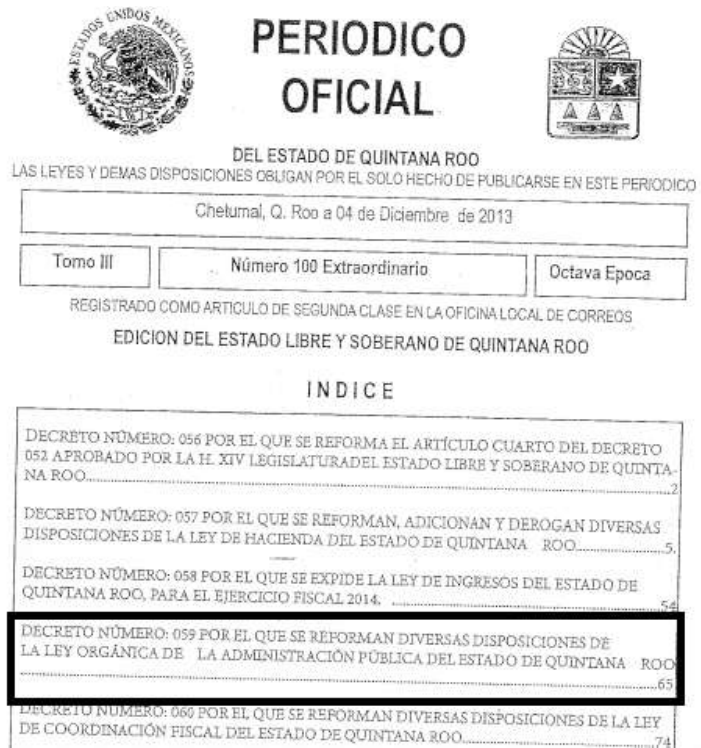 ESTADOS UNIDOS MEXICANOS
PERIODICO
OFICIAL
DEL ESTADO DE QUINTANA ROO
LAS LEYES Y DEMAS DISPOSICIONES OBLIGAN POR EL SOLO HECHO DE PUBLICARSE EN ESTE PERIODICO
Chetumal, Q. Roo a 04 de Diciembre de 2013
Tomo III
Número 100 Extraordinario
Octava Epoca
REGISTRADO COMO ARTICULO DE SEGUNDA CLASE EN LA OFICINA LOCAL DE CORREOS
EDICION DEL ESTADO LIBRE Y SOBERANO DE QUINTANA ROO
INDICE
DECRETO NÚMERO: 056 POR EL QUE SE REFORMA EL ARTÍCULO CUARTO DEL DECRETO
052 APROBADO POR LA H. XIV LEGISLATURADEL ESTADO LIBRE Y SOBERANO DE QUINTA-
NA ROO....................2
DECRETO NÚMERO: 057 POR EL QUE SE REFORMAN, ADICIONAN Y DEROGAN DIVERSAS
DISPOSICIONES DE LA LEY DE HACIENDA DEL ESTADO DE QUINTANA ROO....................5.
DECRETO NÚMERO: 058 POR EL QUE SE EXPIDE LA LEY DE INGRESOS DEL ESTADO DE
QUINTANA ROO, PARA EL EJERCICIO FISCAL 2014. ....................54
DECRETO NÚMERO: 059 POR EL QUE SE REFORMAN DIVERSAS DISPOSICIONES DE
LA LEY ORGÁNICA DE LA ADMINISTRACIÓN PÚBLICA DEL ESTADO DE QUINTANA ROO
....................65
DECRETO NÚMERO: 060 POR EL QUE SE REFORMAN DIVERSAS DISPOSICIONES DE LA LEY
DE COORDINACIÓN FISCAL DEL ESTADO DE QUINTANA ROO....................74